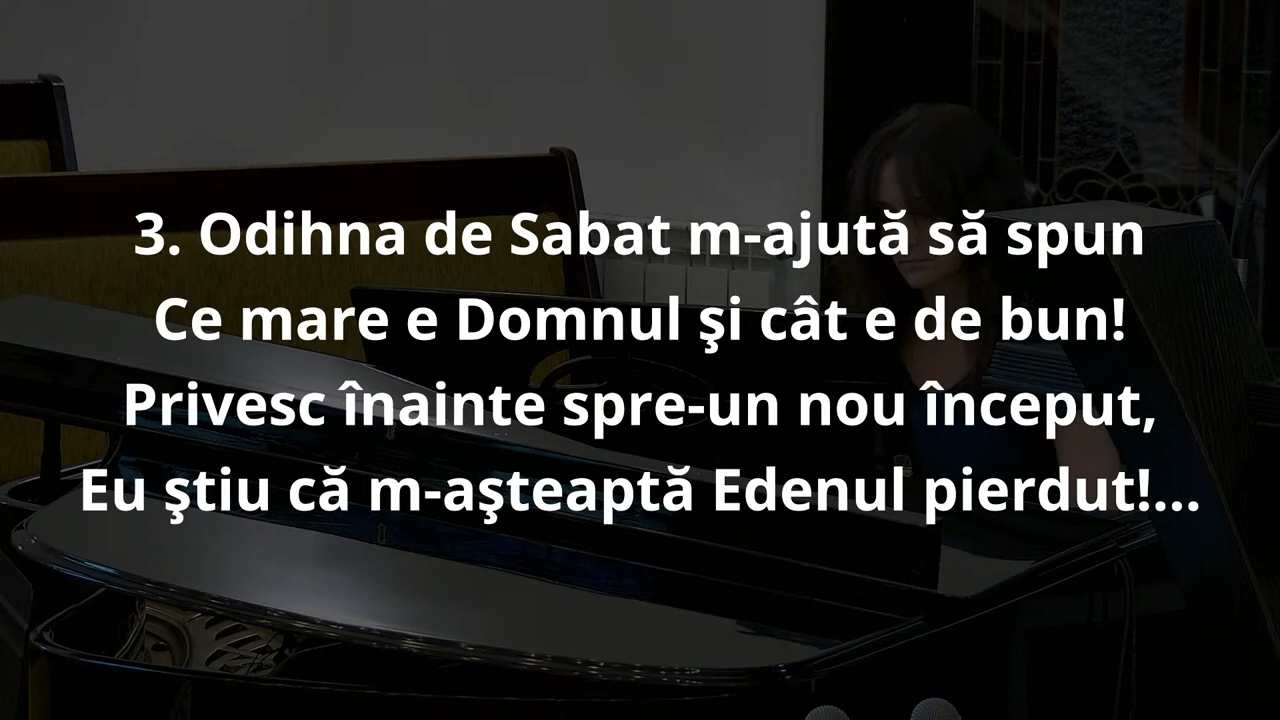 3. Odihna de Sabat m-ajută să spun
Ce mare e Domnul şi cât e de bun!
Privesc înainte spre-un nou început,
Eu ştiu că m-aşteaptă Edenul pierdut!...